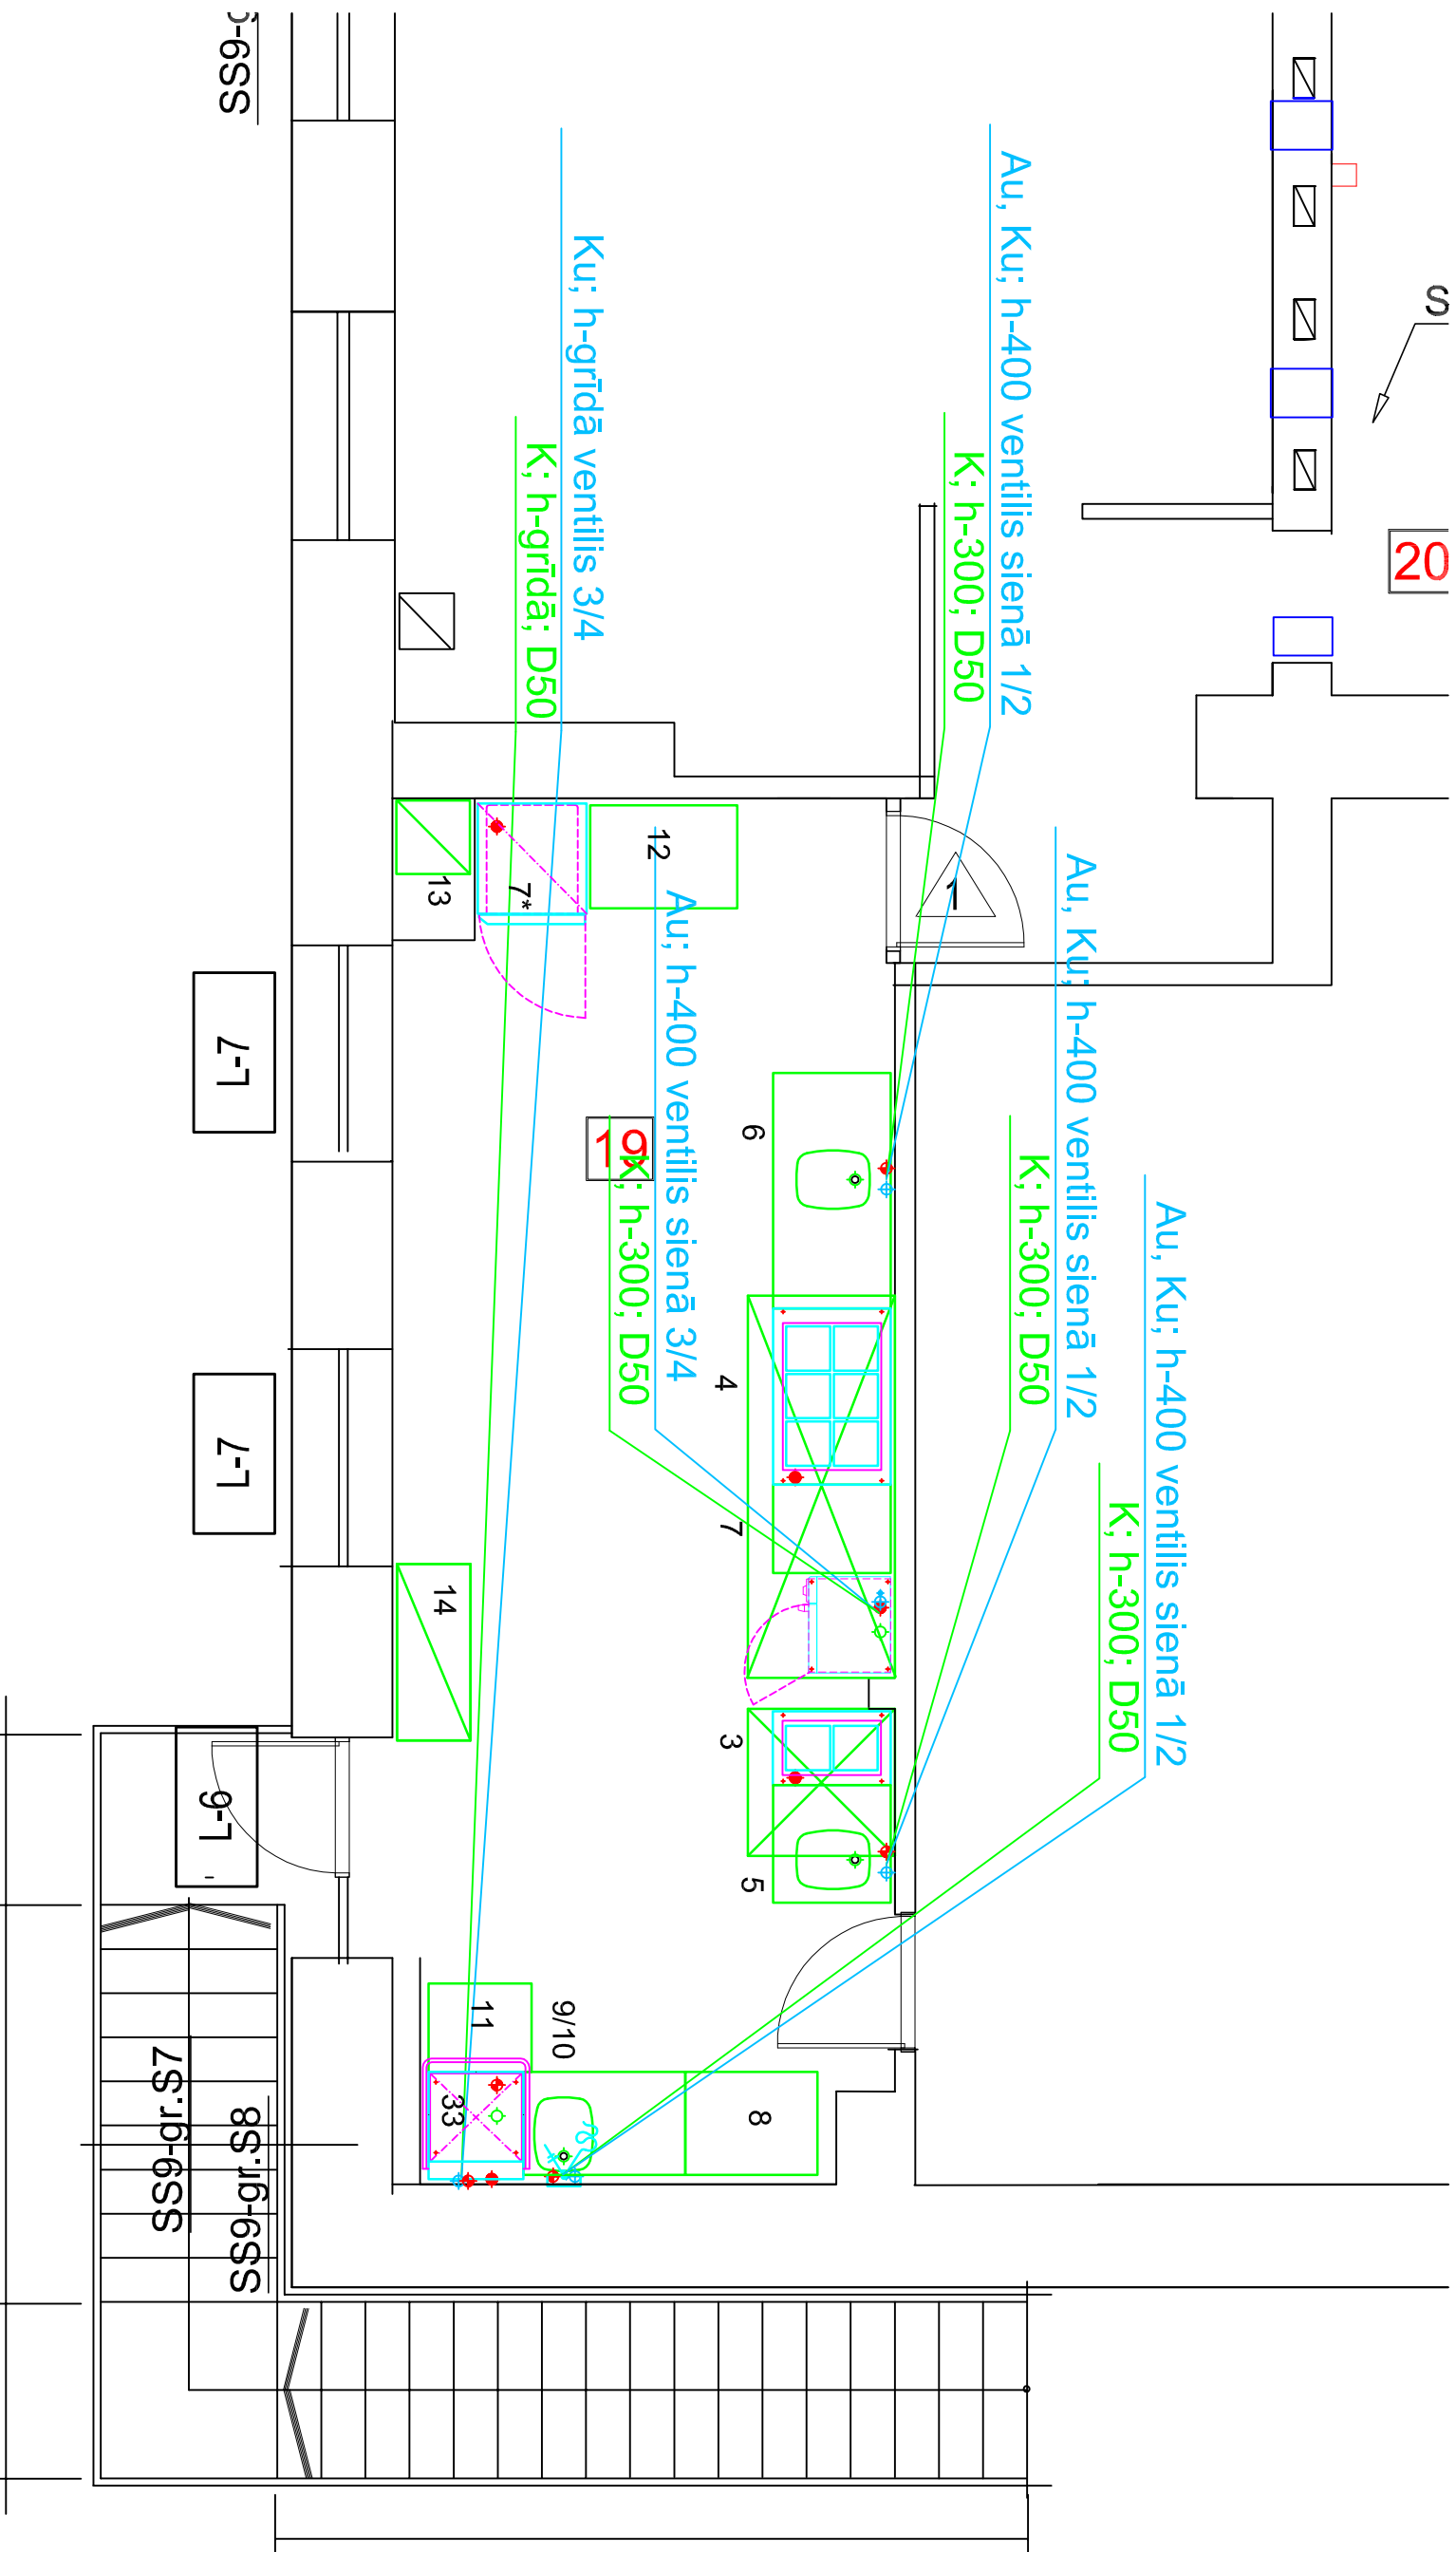 Au, Ku; h-400 ventilis sienā 1/2
K; h-300; D50
Ku; h-grīdā ventilis 3/4
K; h-grīdā; D50
20
1
12
7*
13
Au, Ku; h-400 ventilis sienā 1/2
K; h-300; D50
Au; h-400 ventilis sienā 3/4
K; h-300; D50
19
Au, Ku; h-400 ventilis sienā 1/2
K; h-300; D50
6
4
7
3
5
14
L-7
L-7
L-6
11
9/10
33
8
SS9-gr.S7
SS9-gr.S8